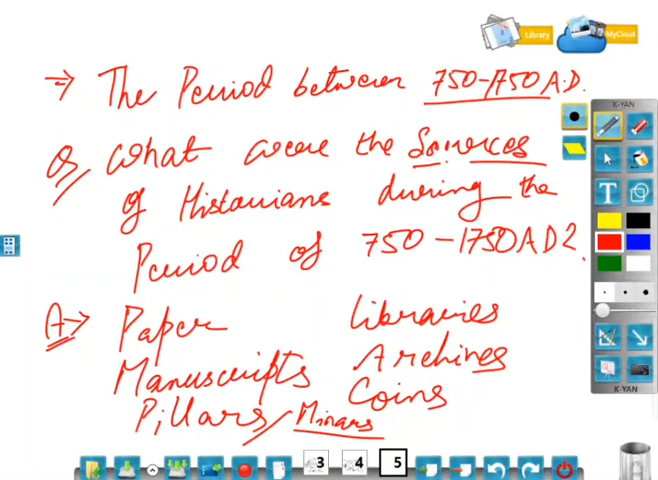 Library
MyCloud
→ The Period between 750-1750 A.D.
K-YAN
Q, What were the Sources
of Historians during the
Period of 750-1750 AD?
A→ Paper
Libraries
Manuscripts
Archives
Pillars/Minars
Coins
T
K-YAN
3
4
5